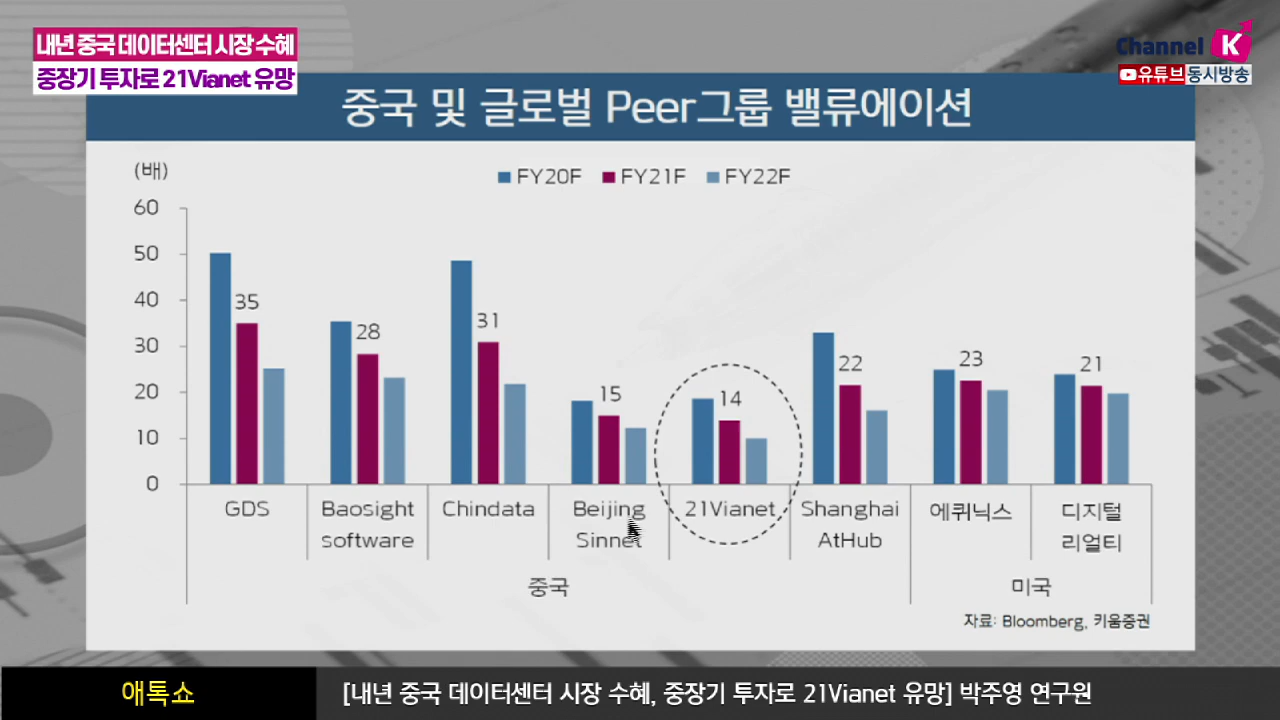 내년 중국 데이터센터 시장 수혜
중장기 투자로 21Vianet 유망
Channel K
유튜브동시방송
중국 및 글로벌 Peer그룹 밸류에이션
(배)
FY20F FY21F FY22F
60
50
40
30
20
10
0
35
28
31
15
14
22
23
21
GDS
Baosight software
Chindata
Beijing Sinnet
21Vianet
Shanghai AtHub
에퀴닉스
디지털 리얼티
중국
미국
자료: Bloomberg, 키움증권
애톡쇼
[내년 중국 데이터센터 시장 수혜, 중장기 투자로 21Vianet 유망] 박주영 연구원